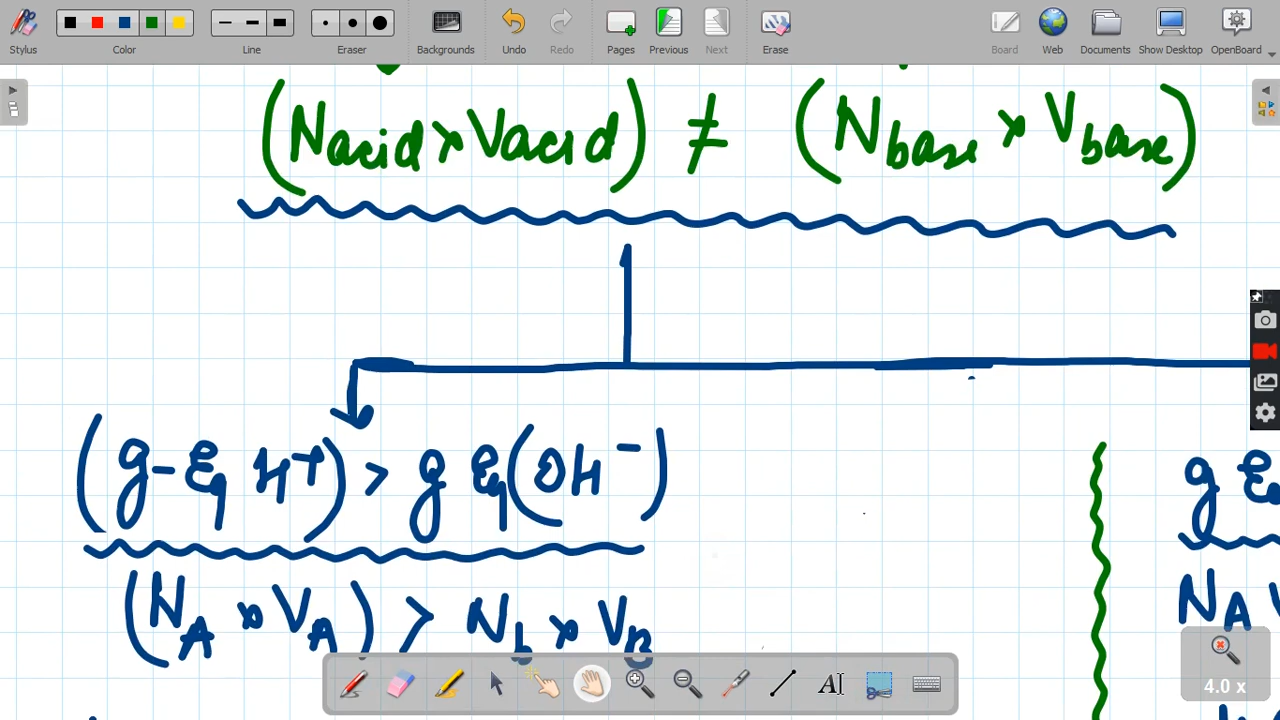 Stylus Color Line Eraser Backgrounds Undo Redo Pages Previous Next Erase Board Web Documents Show Desktop OpenBoard
(Nacid × Vacid) ≠ (Nbase × Vbase)
(g-Eq H+) > g Eq(OH-)
g
(NA × VA) > Nb × VB
NA
4.0 x